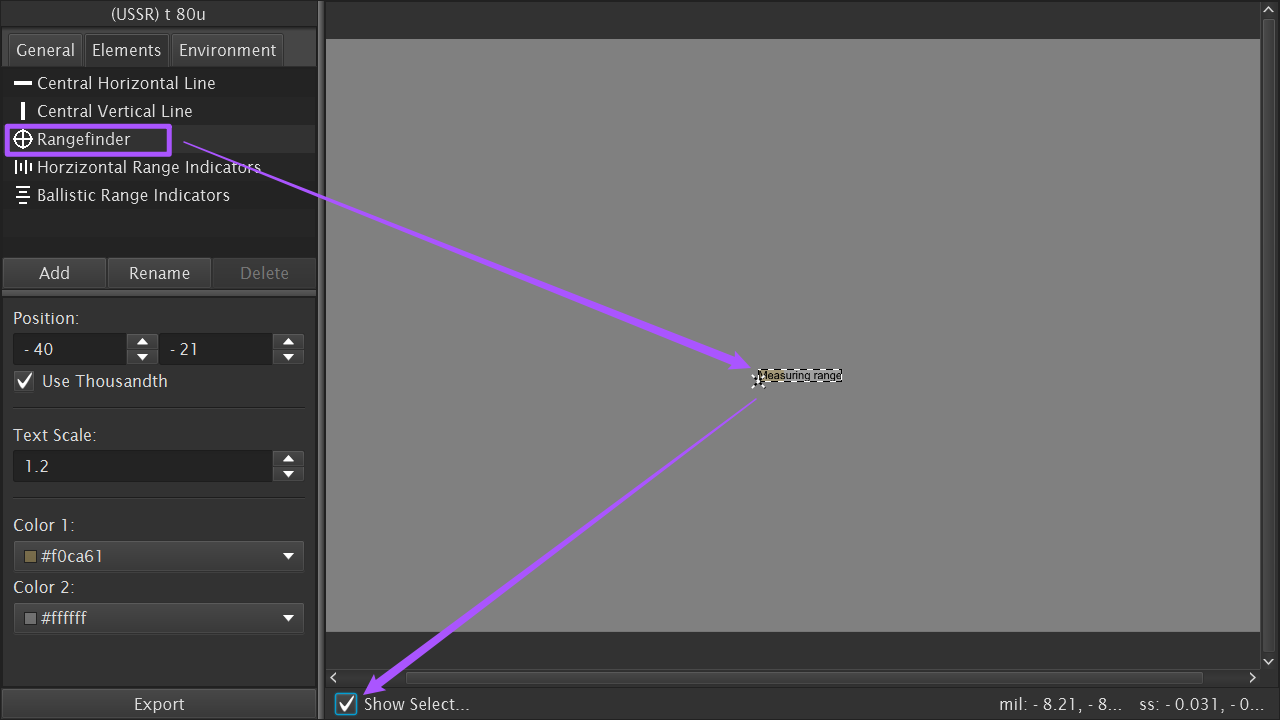 (USSR) t 80u
General Elements Environment
Central Horizontal Line
Central Vertical Line
Rangefinder
Horzizontal Range Indicators
Ballistic Range Indicators
Add Rename Delete
Position:
- 40 - 21
Use Thousandth
Text Scale:
1.2
Color 1:
#f0ca61
Color 2:
#ffffff
Export
Measuring range
Show Select...
mil: - 8.21, - 8... ss: - 0.031, - 0...